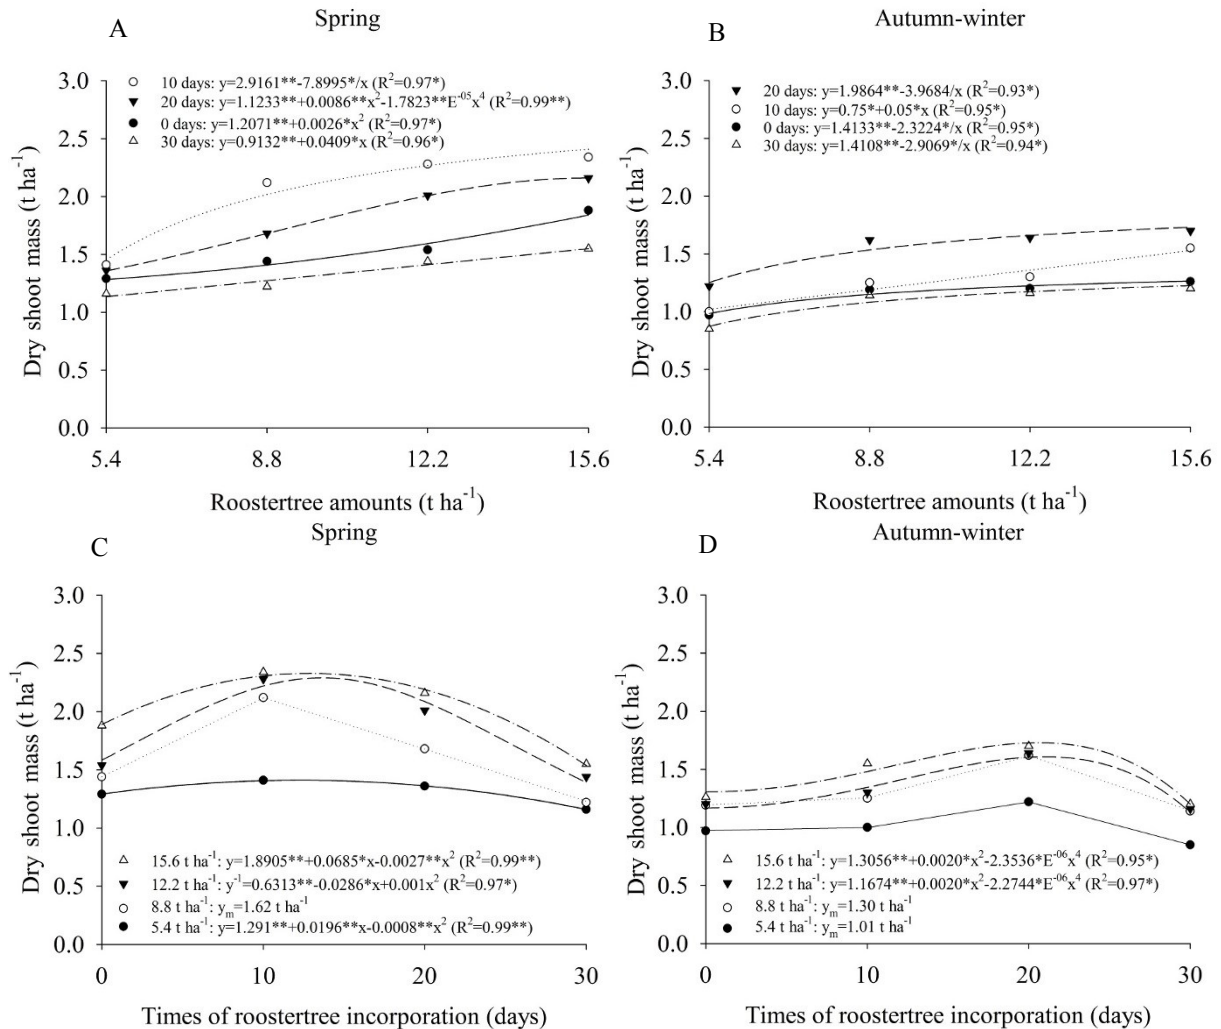 A
Spring
10 days: y=2.9161**-7.8995*/x (R²=0.97*)
20 days: y=1.1233**+0.0086**x²-1.7823**E⁻⁰⁵x⁴ (R²=0.99**)
0 days: y=1.2071**+0.0026*x² (R²=0.97*)
30 days: y=0.9132**+0.0409*x (R²=0.96*)
3.0
2.5
2.0
1.5
1.0
0.5
0.0
Dry shoot mass (t ha⁻¹)
5.4 8.8 12.2 15.6
Roostertree amounts (t ha⁻¹)
B
Autumn-winter
20 days: y=1.9864**-3.9684/x (R²=0.93*)
10 days: y=0.75*+0.05*x (R²=0.95*)
0 days: y=1.4133**-2.3224*/x (R²=0.95*)
30 days: y=1.4108**-2.9069*/x (R²=0.94*)
3.0
2.5
2.0
1.5
1.0
0.5
0.0
Dry shoot mass (t ha⁻¹)
5.4 8.8 12.2 15.6
Roostertree amounts (t ha⁻¹)
C
Spring
3.0
2.5
2.0
1.5
1.0
0.5
0.0
Dry shoot mass (t ha⁻¹)
15.6 t ha⁻¹: y=1.8905**+0.0685*x-0.0027**x² (R²=0.99**)
12.2 t ha⁻¹: y⁻¹=0.6313**-0.0286*x+0.001x² (R²=0.97*)
8.8 t ha⁻¹: yₘ=1.62 t ha⁻¹
5.4 t ha⁻¹: y=1.291**+0.0196**x-0.0008**x² (R²=0.99**)
0 10 20 30
Times of roostertree incorporation (days)
D
Autumn-winter
3.0
2.5
2.0
1.5
1.0
0.5
0.0
Dry shoot mass (t ha⁻¹)
15.6 t ha⁻¹: y=1.3056**+0.0020*x²-2.3536*E⁻⁰⁶x⁴ (R²=0.95*)
12.2 t ha⁻¹: y=1.1674**+0.0020*x²-2.2744*E⁻⁰⁶x⁴ (R²=0.97*)
8.8 t ha⁻¹: yₘ=1.30 t ha⁻¹
5.4 t ha⁻¹: yₘ=1.01 t ha⁻¹
0 10 20 30
Times of roostertree incorporation (days)